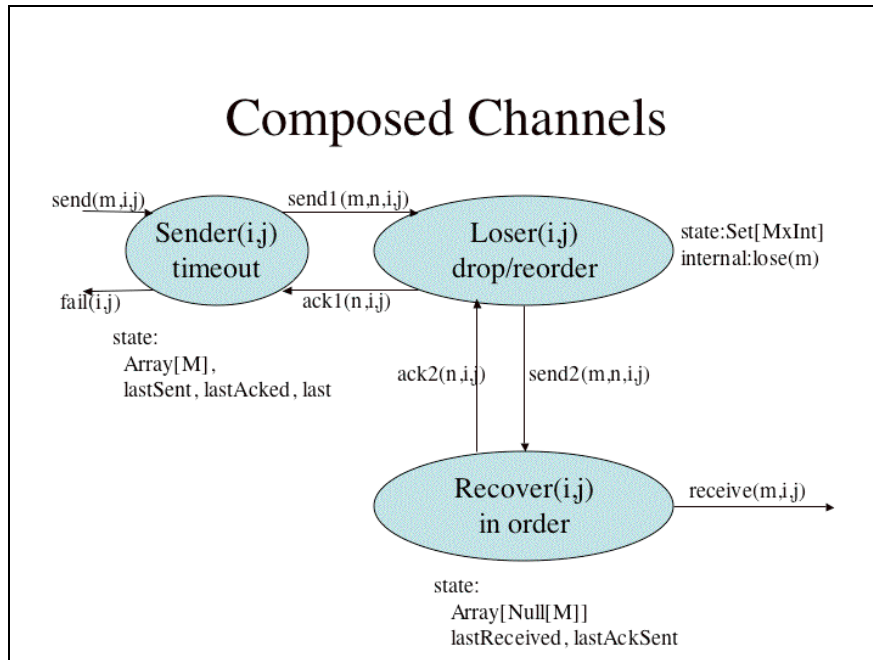 Composed Channels
send(m,i,j)
send1(m,n,i,j)
Sender(i,j)
timeout
Loser(i,j)
drop/reorder
state:Set[MxInt]
internal:lose(m)
fail(i,j)
ack1(n,i,j)
state:
Array[M],
lastSent, lastAcked, last
ack2(n,i,j)
send2(m,n,i,j)
Recover(i,j)
in order
receive(m,i,j)
state:
Array[Null[M]]
lastReceived, lastAckSent